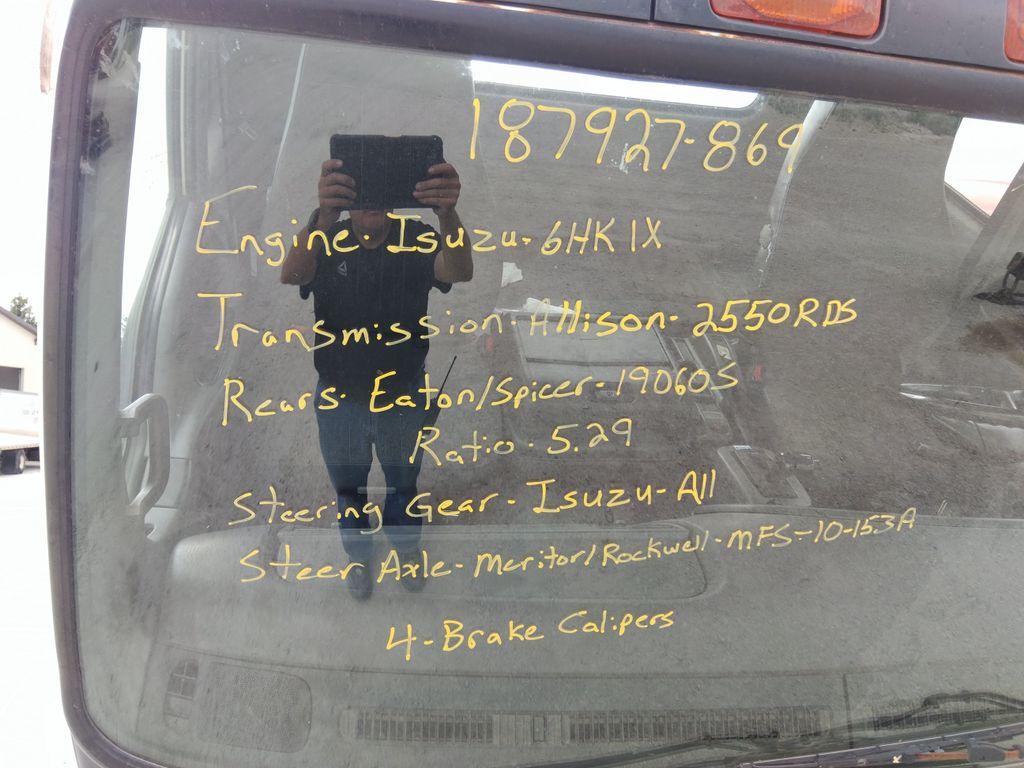 187927-869
Engine- Isuzu- 6HK1X
Transmission- Allison- 2550RDS
Rears- Eaton/Spicer- 19060S
Ratio- 5.29
Steering Gear- Isuzu- All
Steer Axle- Meritor/Rockwell- MFS-10-153A
4-Brake Calipers